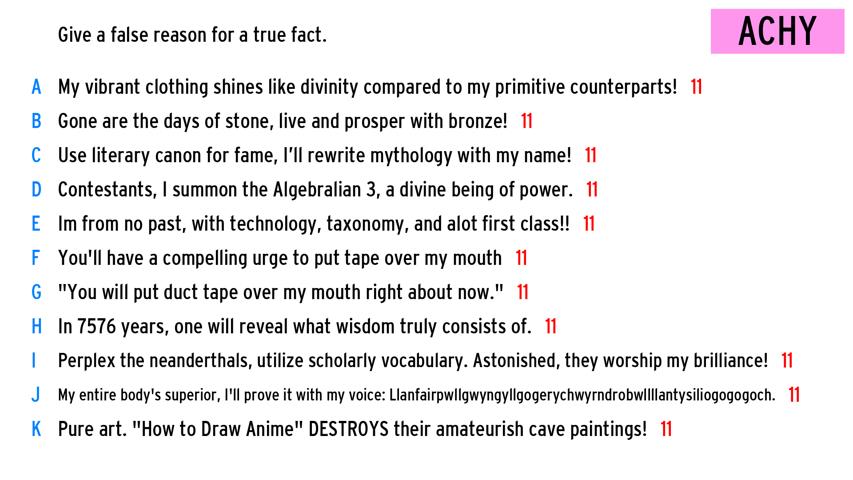 Give a false reason for a true fact.
ACHY
A My vibrant clothing shines like divinity compared to my primitive counterparts! 11
B Gone are the days of stone, live and prosper with bronze! 11
C Use literary canon for fame, I'll rewrite mythology with my name! 11
D Contestants, I summon the Algebralian 3, a divine being of power. 11
E Im from no past, with technology, taxonomy, and alot first class!! 11
F You'll have a compelling urge to put tape over my mouth 11
G "You will put duct tape over my mouth right about now." 11
H In 7576 years, one will reveal what wisdom truly consists of. 11
I Perplex the neanderthals, utilize scholarly vocabulary. Astonished, they worship my brilliance! 11
J My entire body's superior, I'll prove it with my voice: Llanfairpwllgwyngyllgogerychwyrndrobwllllantysiliogogogoch. 11
K Pure art. "How to Draw Anime" DESTROYS their amateurish cave paintings! 11